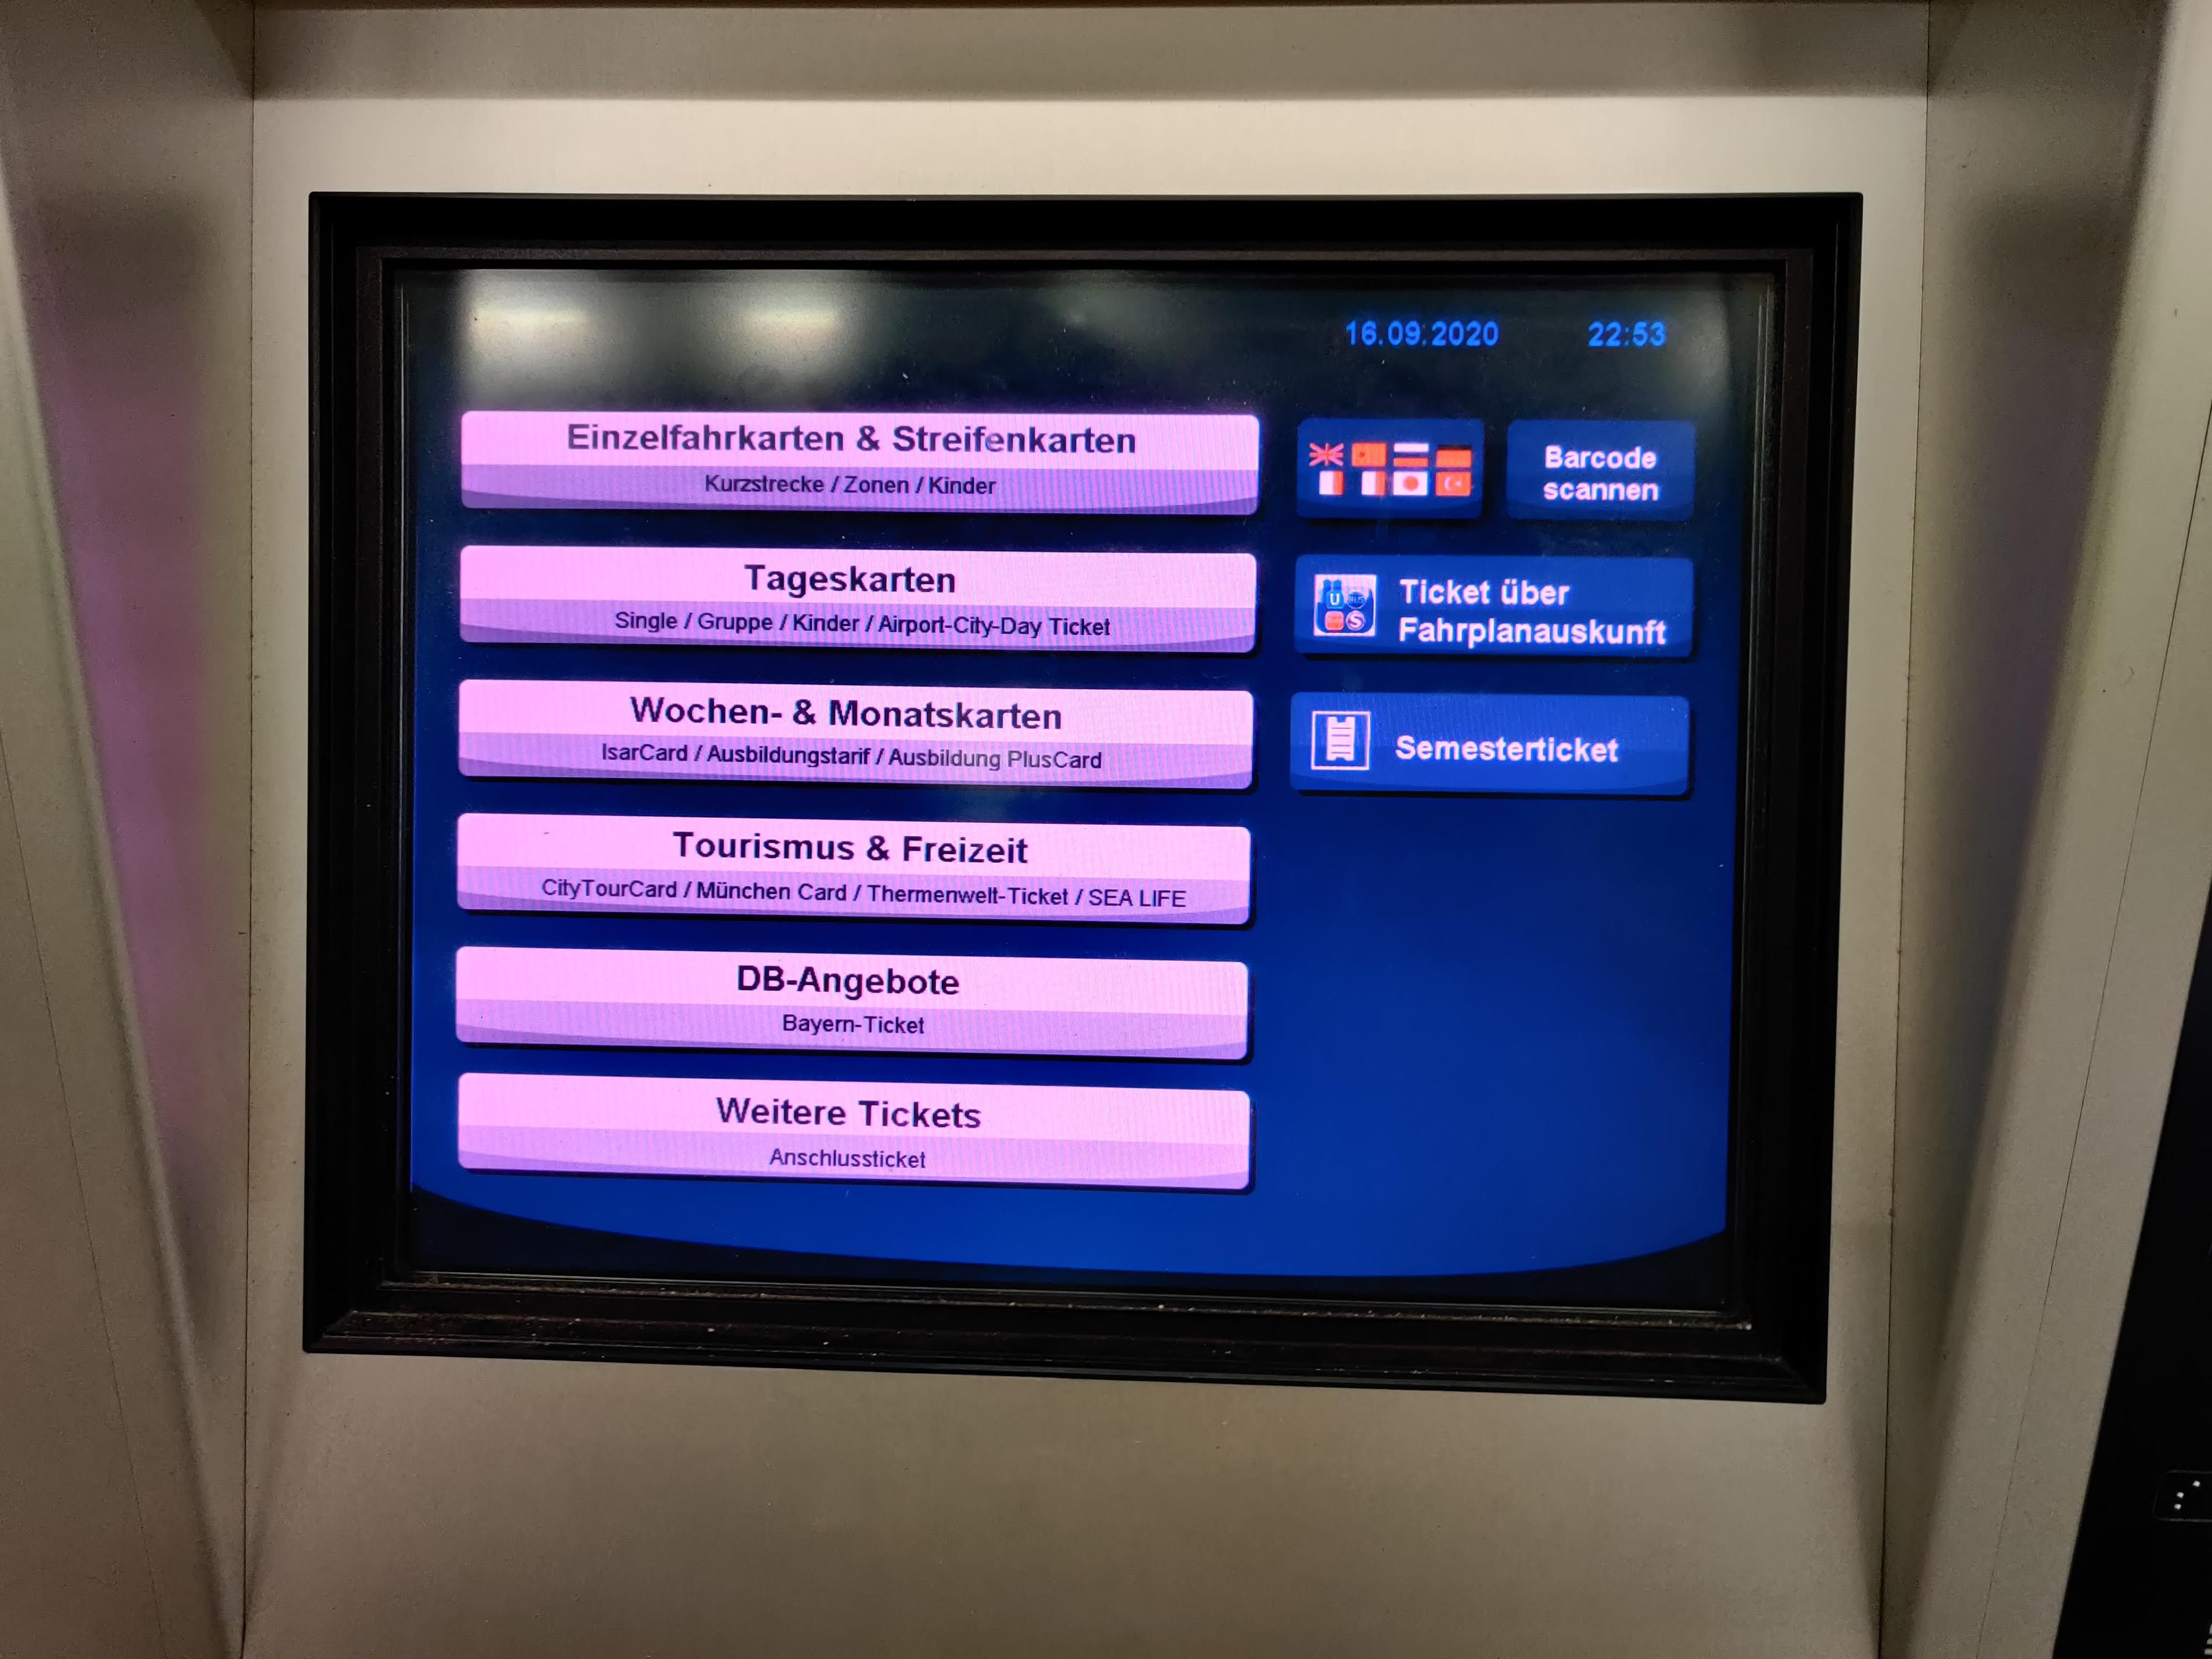 16.09.2020 22:53
Einzelfahrkarten & Streifenkarten
Kurzstrecke / Zonen / Kinder
Barcode
scannen
Tageskarten
Single / Gruppe / Kinder / Airport-City-Day Ticket
Ticket über
Fahrplanauskunft
U
S
Wochen- & Monatskarten
IsarCard / Ausbildungstarif / Ausbildung PlusCard
Semesterticket
Tourismus & Freizeit
CityTourCard / München Card / Thermenwelt-Ticket / SEA LIFE
DB-Angebote
Bayern-Ticket
Weitere Tickets
Anschlussticket